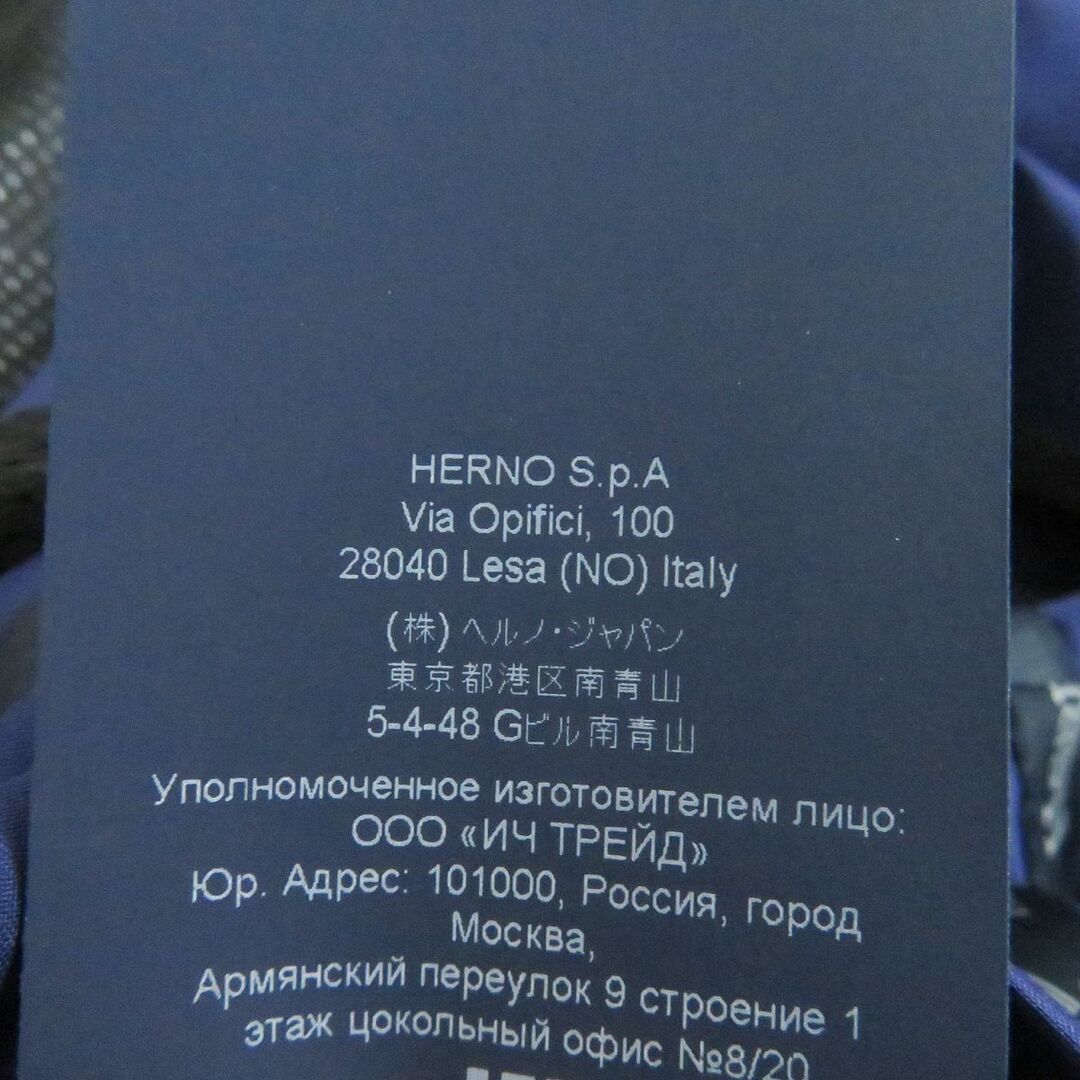 HERNO S.p.A
Via Opifici, 100
28040 Lesa (NO) Italy
(株) ヘルノ・ジャパン
東京都港区南青山
5-4-48 Gビル南青山
Уполномоченное изготовителем лицо:
ООО «ИЧ ТРЕЙД»
Юр. Адрес: 101000, Россия, город
Москва,
Армянский переулок 9 строение 1
этаж цокольный офис №8/20